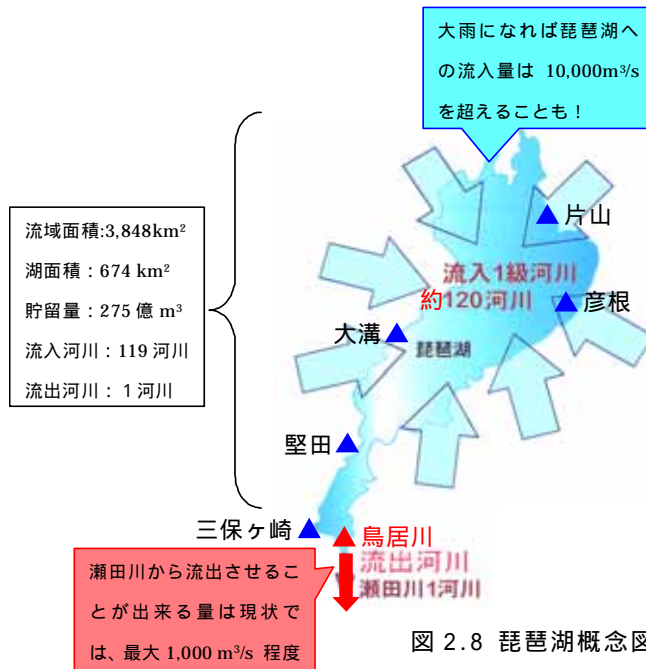 大雨になれば琵琶湖へ
の流入量は 10,000m³/s
を超えることも！
流域面積:3,848km²
湖面積：674 km²
貯留量：275 億 m³
流入河川：119 河川
流出河川：１河川
片山
流入1級河川
約120河川
彦根
大溝
琵琶湖
堅田
三保ヶ崎
鳥居川
流出河川
瀬田川1河川
瀬田川から流出させるこ
とが出来る量は現状で
は、最大 1,000 m³/s 程度
図 2.8 琵琶湖概念図